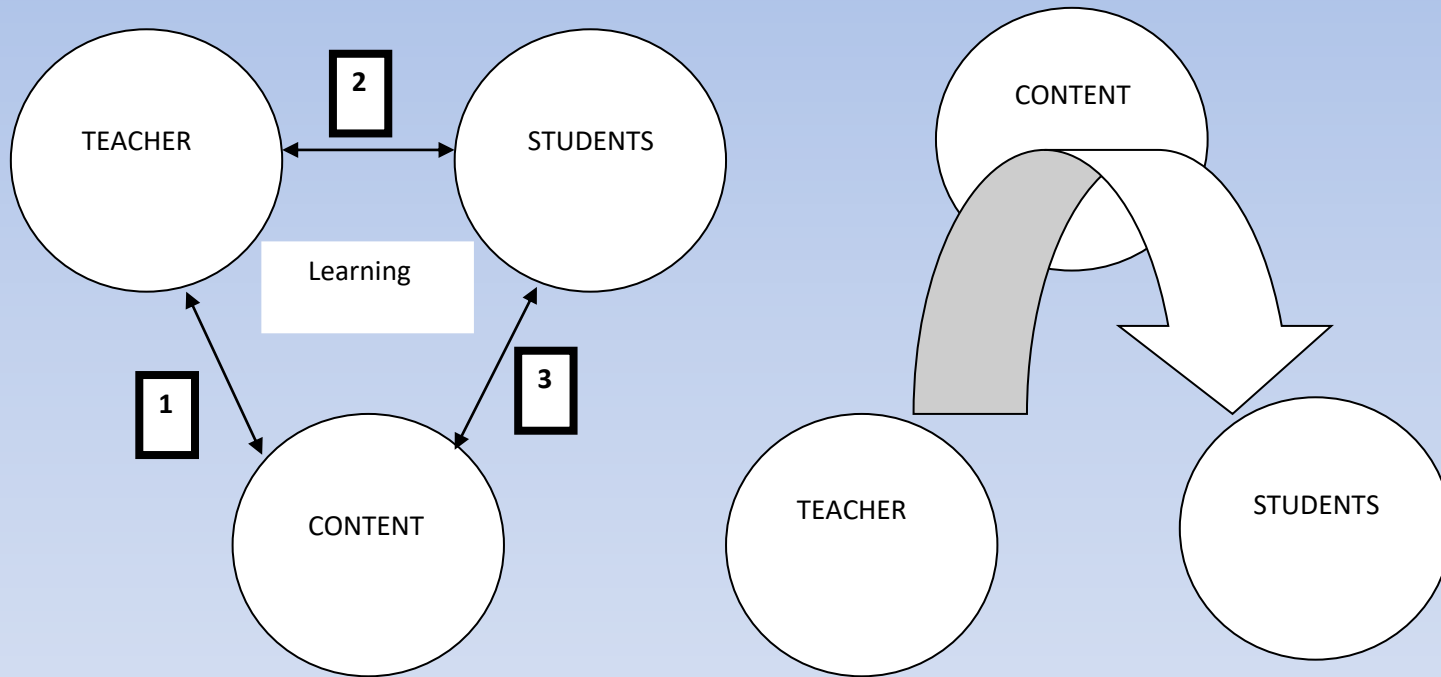 2
TEACHER
STUDENTS
Learning
1
3
CONTENT
CONTENT
TEACHER
STUDENTS